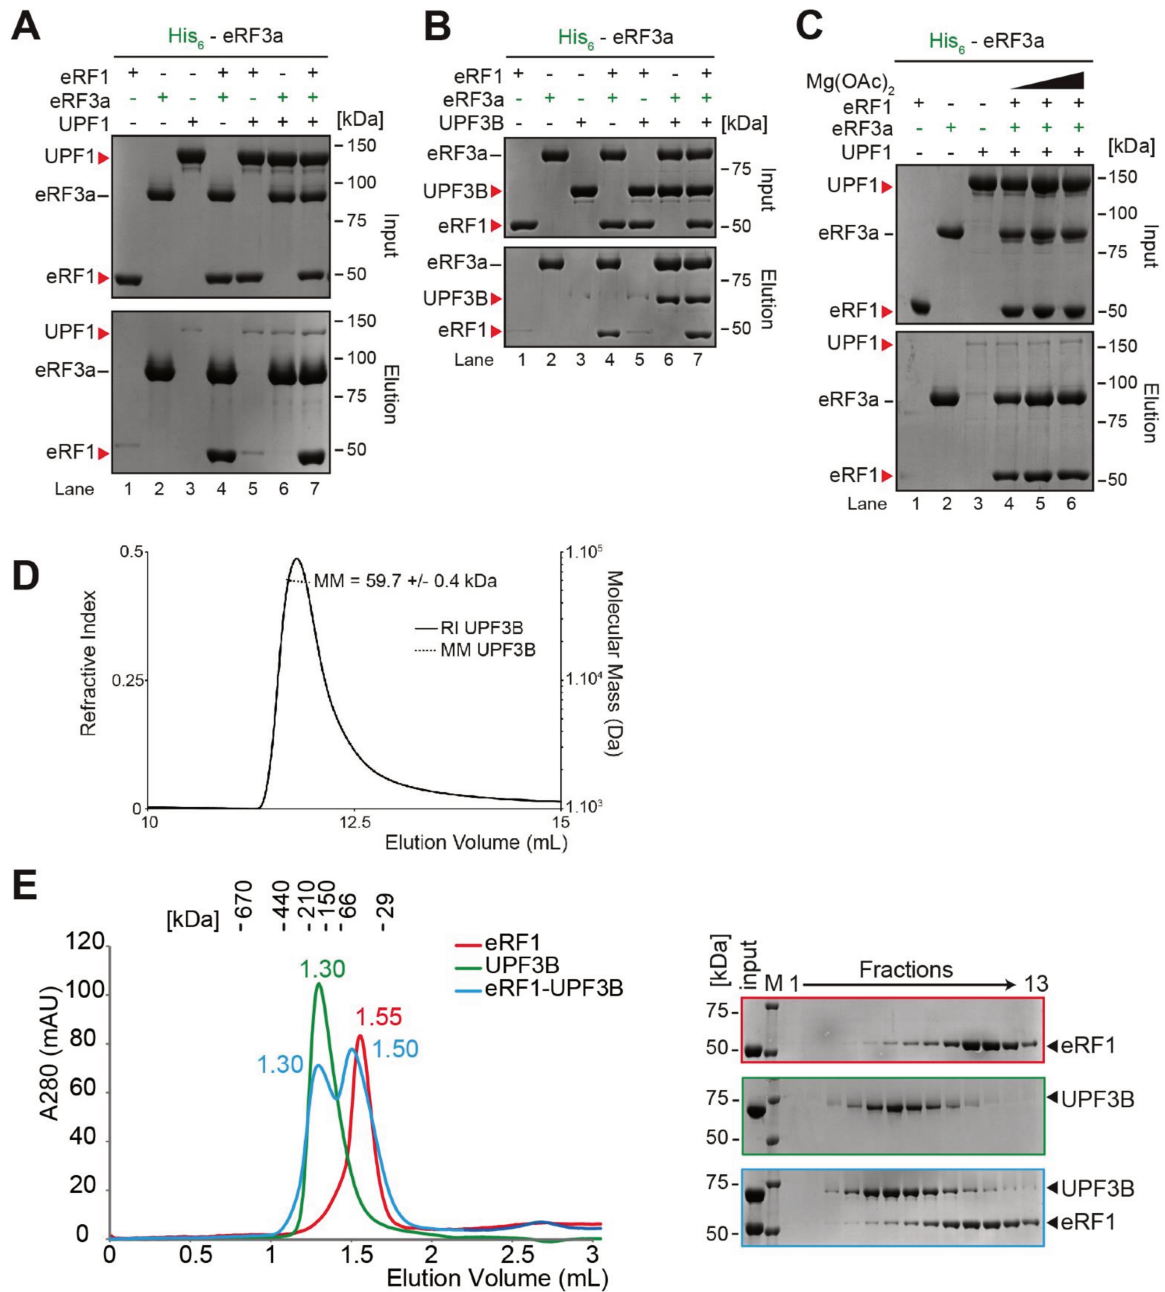 A
His6 - eRF3a
eRF1 + - - + + - +
eRF3a - + - + - + +
UPF1 - - + - + + + [kDa]
UPF1
eRF3a
eRF1
150
100
75
50
Input
UPF1
eRF3a
eRF1
150
100
75
50
Elution
Lane 1 2 3 4 5 6 7
B
His6 - eRF3a
eRF1 + - - + + - +
eRF3a - + - + - + +
UPF3B - - + - + + + [kDa]
eRF3a
UPF3B
eRF1
75
50
Input
eRF3a
UPF3B
eRF1
75
50
Elution
Lane 1 2 3 4 5 6 7
C
His6 - eRF3a
Mg(OAc)2
eRF1 + - - + + +
eRF3a - + - + + +
UPF1 - - + + + + [kDa]
UPF1
eRF3a
eRF1
150
100
75
50
Input
UPF1
eRF3a
eRF1
150
100
75
50
Elution
Lane 1 2 3 4 5 6
D
0.5
0.25
0
Refractive Index
MM = 59.7 +/- 0.4 kDa
RI UPF3B
MM UPF3B
1.10^5
1.10^4
1.10^3
Molecular Mass (Da)
10 12.5 15
Elution Volume (mL)
E
[kDa] 670 440 210 150 66 29
120
100
80
60
40
20
0
A280 (mAU)
1.30
1.55
1.30
1.50
eRF1
UPF3B
eRF1-UPF3B
0 0.5 1 1.5 2 2.5 3
Elution Volume (mL)
[kDa] input M 1 Fractions 13
75
50
eRF1
75
50
UPF3B
75
50
UPF3B
eRF1